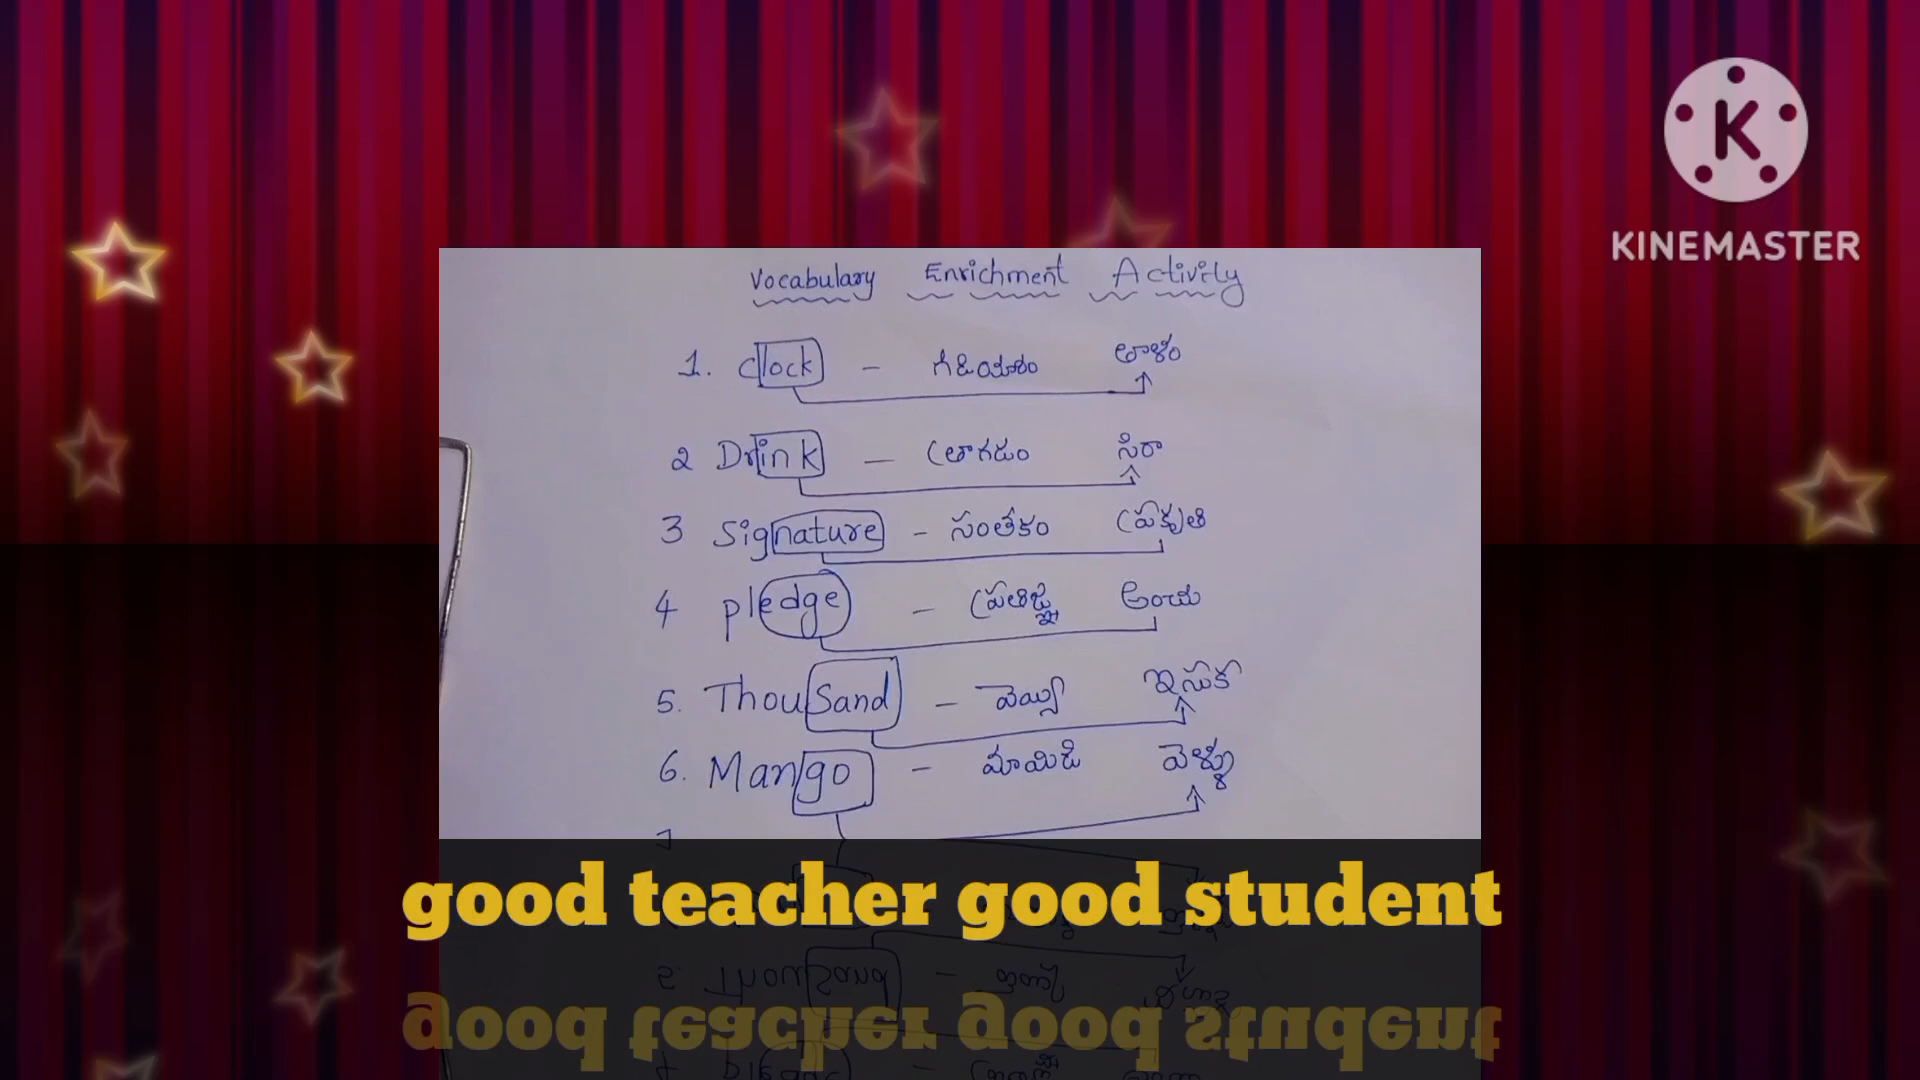 KINEMASTER
Vocabulary Enrichment Activity
1. Clock - గడియారం తాళం
2 Drink - త్రాగడం సిరా
3 Signature - సంతకం ప్రకృతి
4 pledge - ప్రతిజ్ఞ అంచు
5. Thousand - వెయ్యి ఇసుక
6. Mango - మామిడి వెళ్ళు
good teacher good student